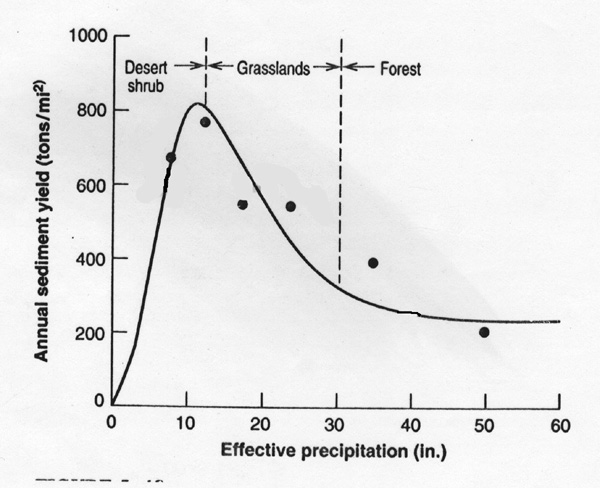 1000
800
600
400
200
0
0 10 20 30 40 50 60
Annual sediment yield (tons/mi²)
Effective precipitation (in.)
Desert
shrub
Grasslands
Forest